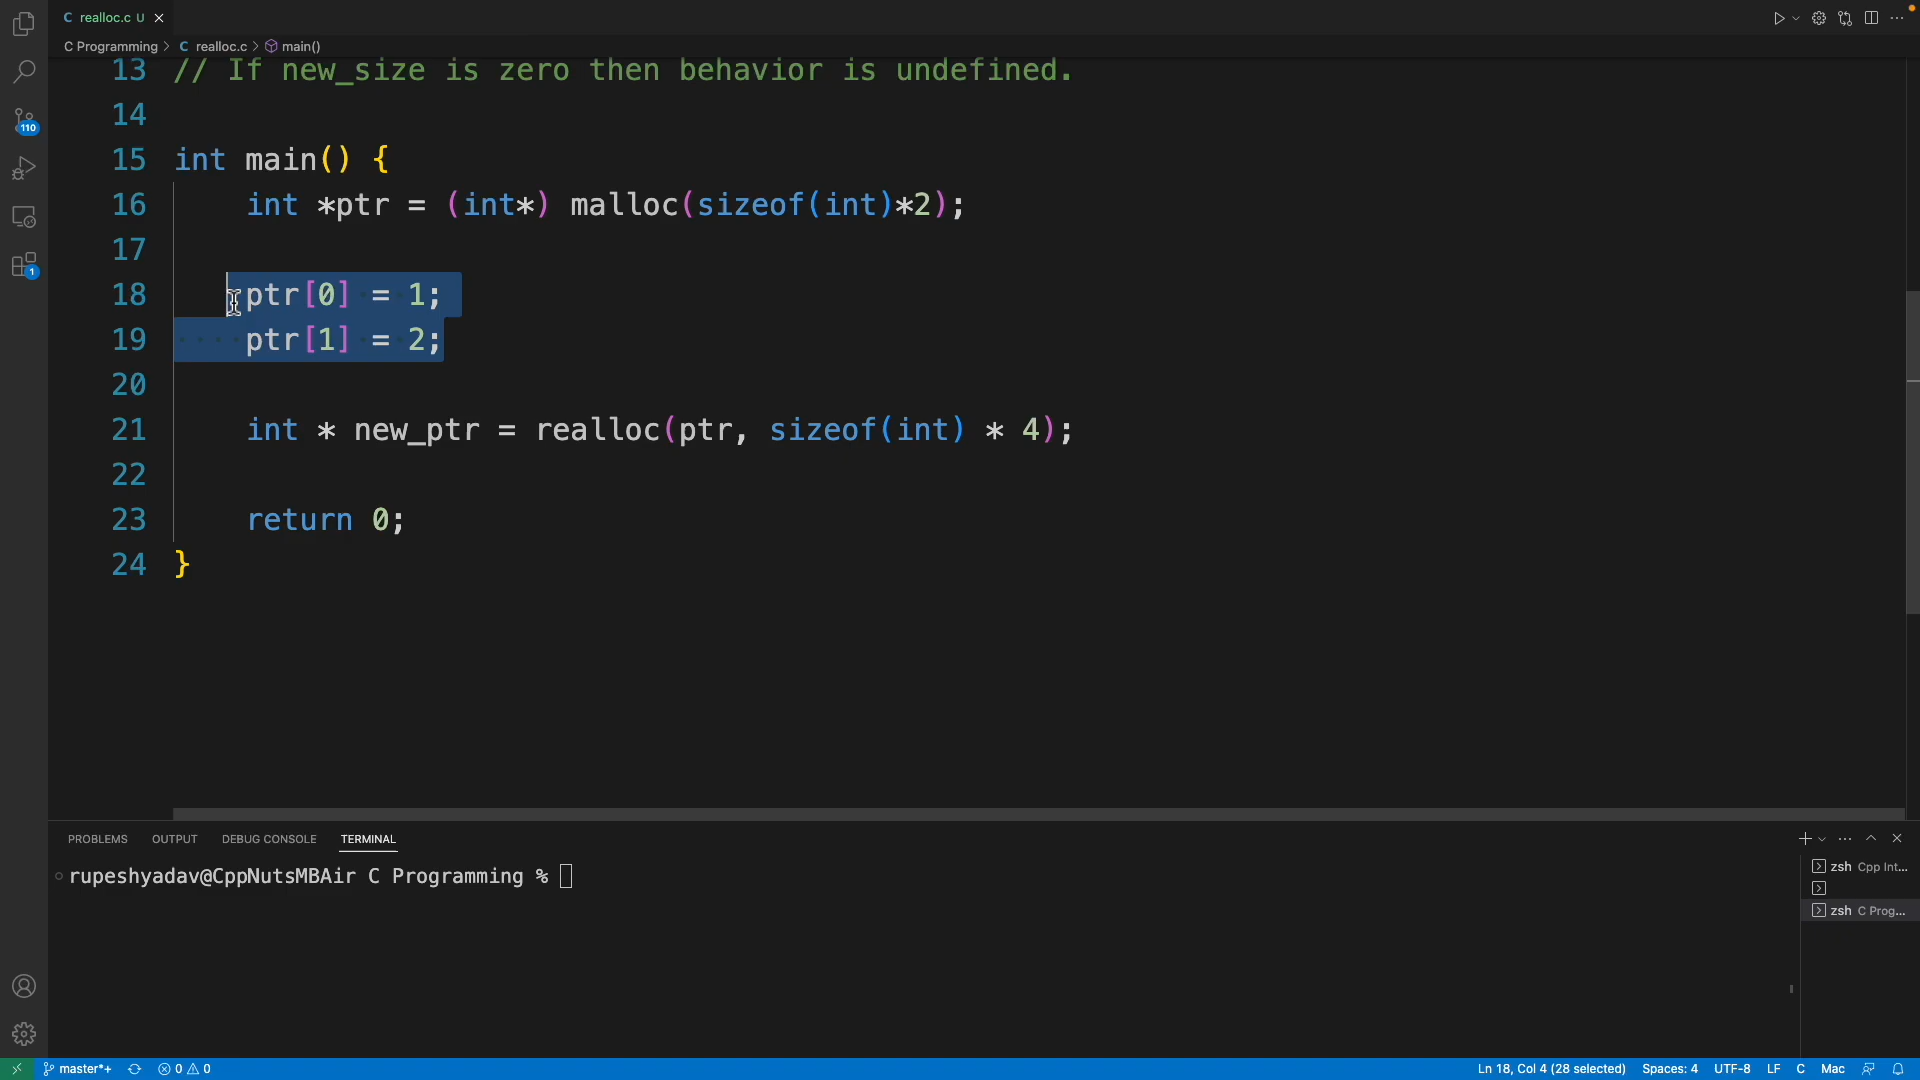 realloc.c U
C Programming > C realloc.c > main()
13 // If new_size is zero then behavior is undefined.
14
15 int main() {
16 int *ptr = (int*) malloc(sizeof(int)*2);
17
18 ptr[0] = 1;
19 ptr[1] = 2;
20
21 int * new_ptr = realloc(ptr, sizeof(int) * 4);
22
23 return 0;
24 }
110
1
PROBLEMS OUTPUT DEBUG CONSOLE TERMINAL
rupeshyadav@CppNutsMBAir C Programming %
zsh Cpp Int...
zsh C Prog...
master*+ 0 0 Ln 18, Col 4 (28 selected) Spaces: 4 UTF-8 LF C Mac